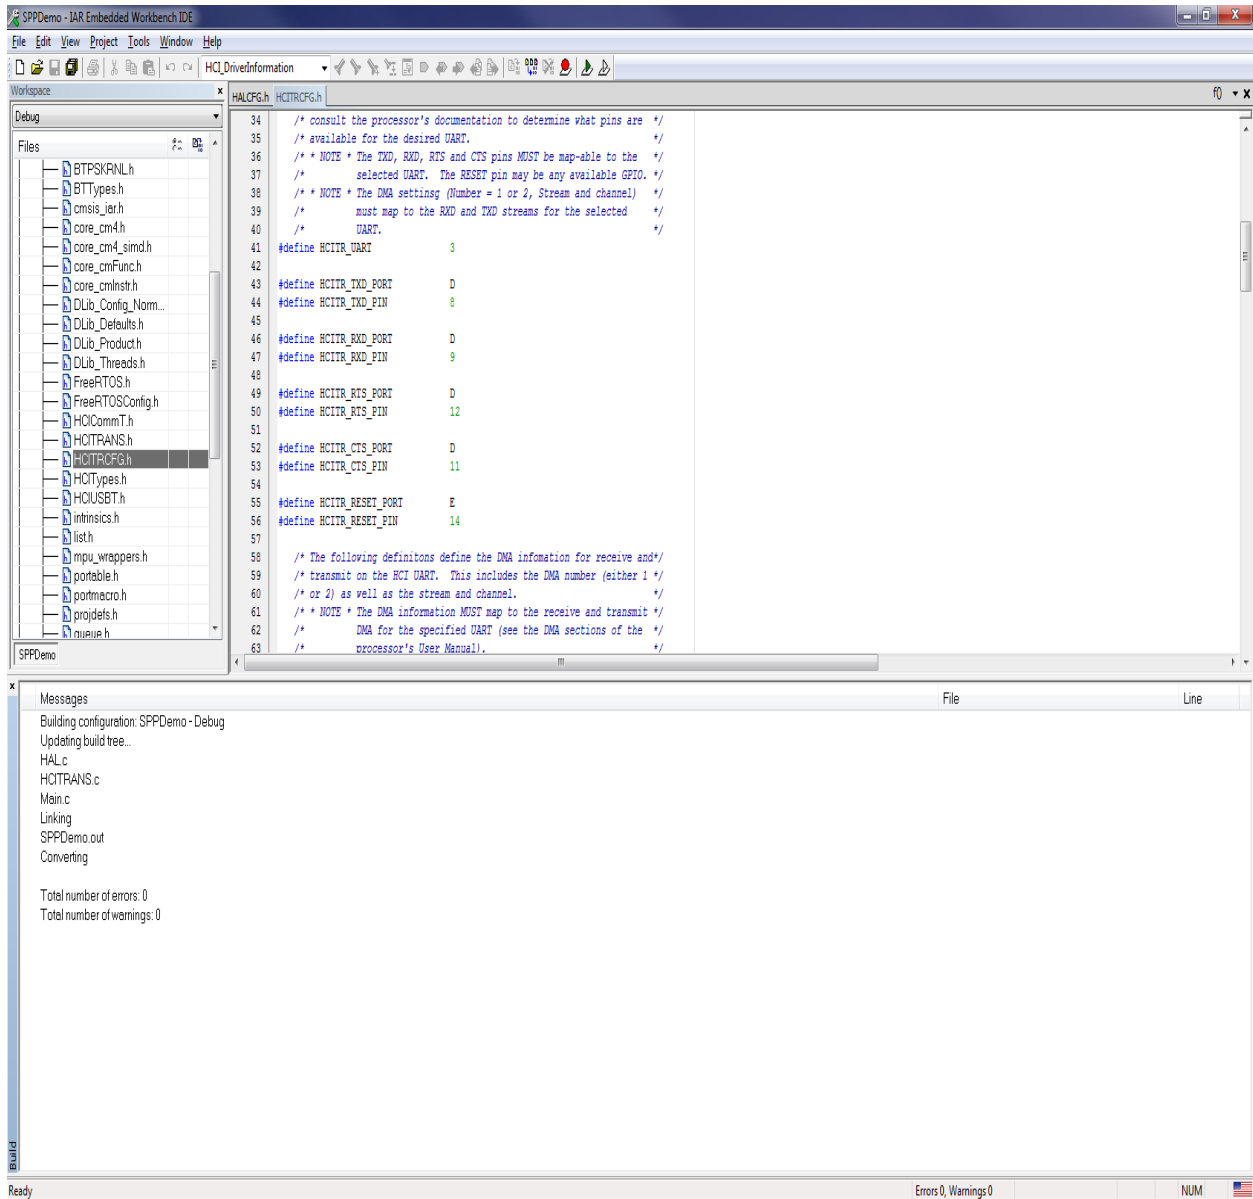 SPPDemo - IAR Embedded Workbench IDE
File Edit View Project Tools Window Help
HCI_DriverInformation
Workspace
Debug
Files
BTPSKRNL.h
BTTypes.h
cmsis_iar.h
core_cm4.h
core_cm4_simd.h
core_cmFunc.h
core_cmInstr.h
DLib_Config_Norm...
DLib_Defaults.h
DLib_Product.h
DLib_Threads.h
FreeRTOS.h
FreeRTOSConfig.h
HCICommT.h
HCITRANS.h
HCITRCFG.h
HCITypes.h
HCIUSBT.h
intrinsics.h
list.h
mpu_wrappers.h
portable.h
portmacro.h
projdefs.h
queue.h
SPPDemo
HALCFG.h HCITRCFG.h f()
34 /* consult the processor's documentation to determine what pins are */
35 /* available for the desired UART. */
36 /* * NOTE * The TXD, RXD, RTS and CTS pins MUST be map-able to the */
37 /* selected UART. The RESET pin may be any available GPIO. */
38 /* * NOTE * The DMA settinsg (Number = 1 or 2, Stream and channel) */
39 /* must map to the RXD and TXD streams for the selected */
40 /* UART. */
41 #define HCITR_UART 3
42
43 #define HCITR_TXD_PORT D
44 #define HCITR_TXD_PIN 8
45
46 #define HCITR_RXD_PORT D
47 #define HCITR_RXD_PIN 9
48
49 #define HCITR_RTS_PORT D
50 #define HCITR_RTS_PIN 12
51
52 #define HCITR_CTS_PORT D
53 #define HCITR_CTS_PIN 11
54
55 #define HCITR_RESET_PORT E
56 #define HCITR_RESET_PIN 14
57
58 /* The following definitons define the DMA infomation for receive and*/
59 /* transmit on the HCI UART. This includes the DMA number (either 1 */
60 /* or 2) as well as the stream and channel. */
61 /* * NOTE * The DMA information MUST map to the receive and transmit */
62 /* DMA for the specified UART (see the DMA sections of the */
63 /* processor's User Manual). */
Messages File Line
Building configuration: SPPDemo - Debug
Updating build tree...
HAL.c
HCITRANS.c
Main.c
Linking
SPPDemo.out
Converting
Total number of errors: 0
Total number of warnings: 0
Build
Ready Errors 0, Warnings 0 NUM